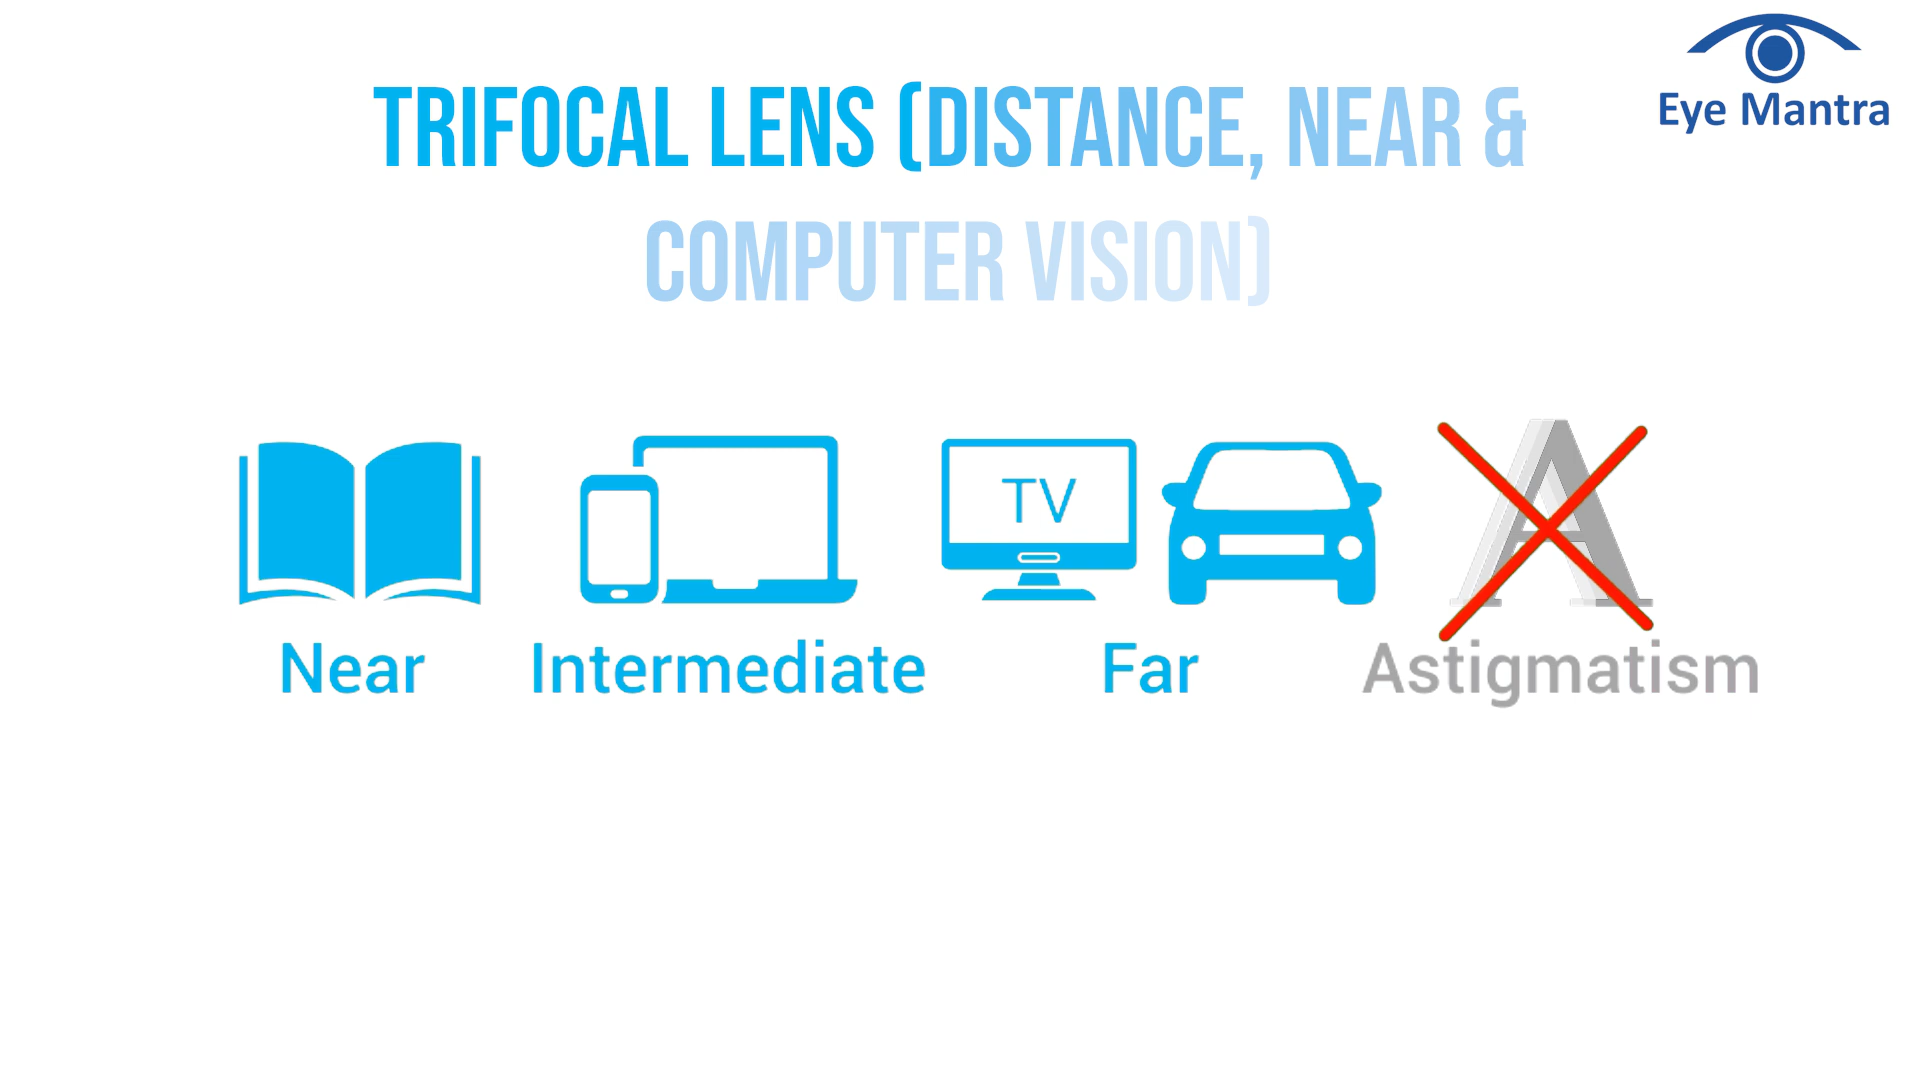 Eye Mantra
TRIFOCAL LENS (DISTANCE, NEAR &
COMPUTER VISION)
TV
A
Near
Intermediate
Far
Astigmatism